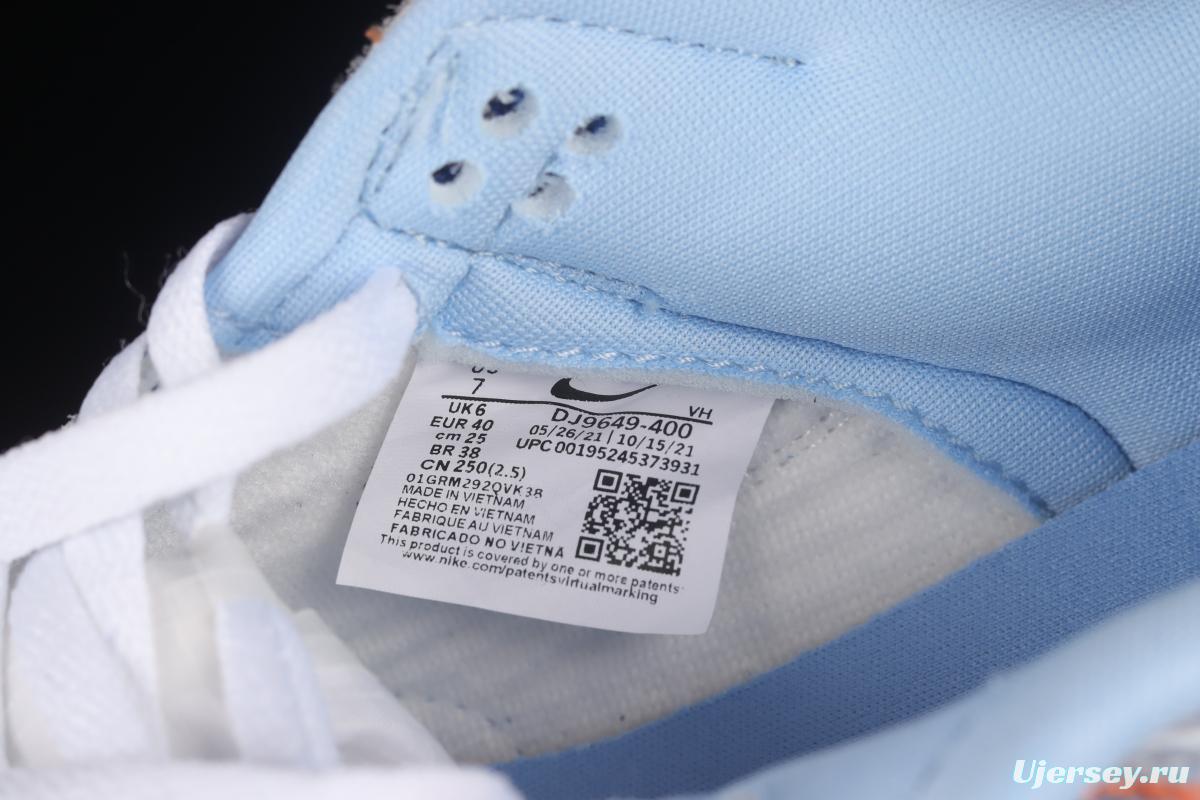 US
7
VH
UK 6
EUR 40
cm 25
BR 38
CN 250(2.5)
DJ9649-400
05/26/21 | 10/15/21
UPC 00195245373931
01GRM292QVK38
MADE IN VIETNAM
HECHO EN VIETNAM
FABRIQUE AU VIETNAM
FABRICADO NO VIETNA
This product is covered by one or more patents:
www.nike.com/patentsvirtualmarking
Ujersey.ru